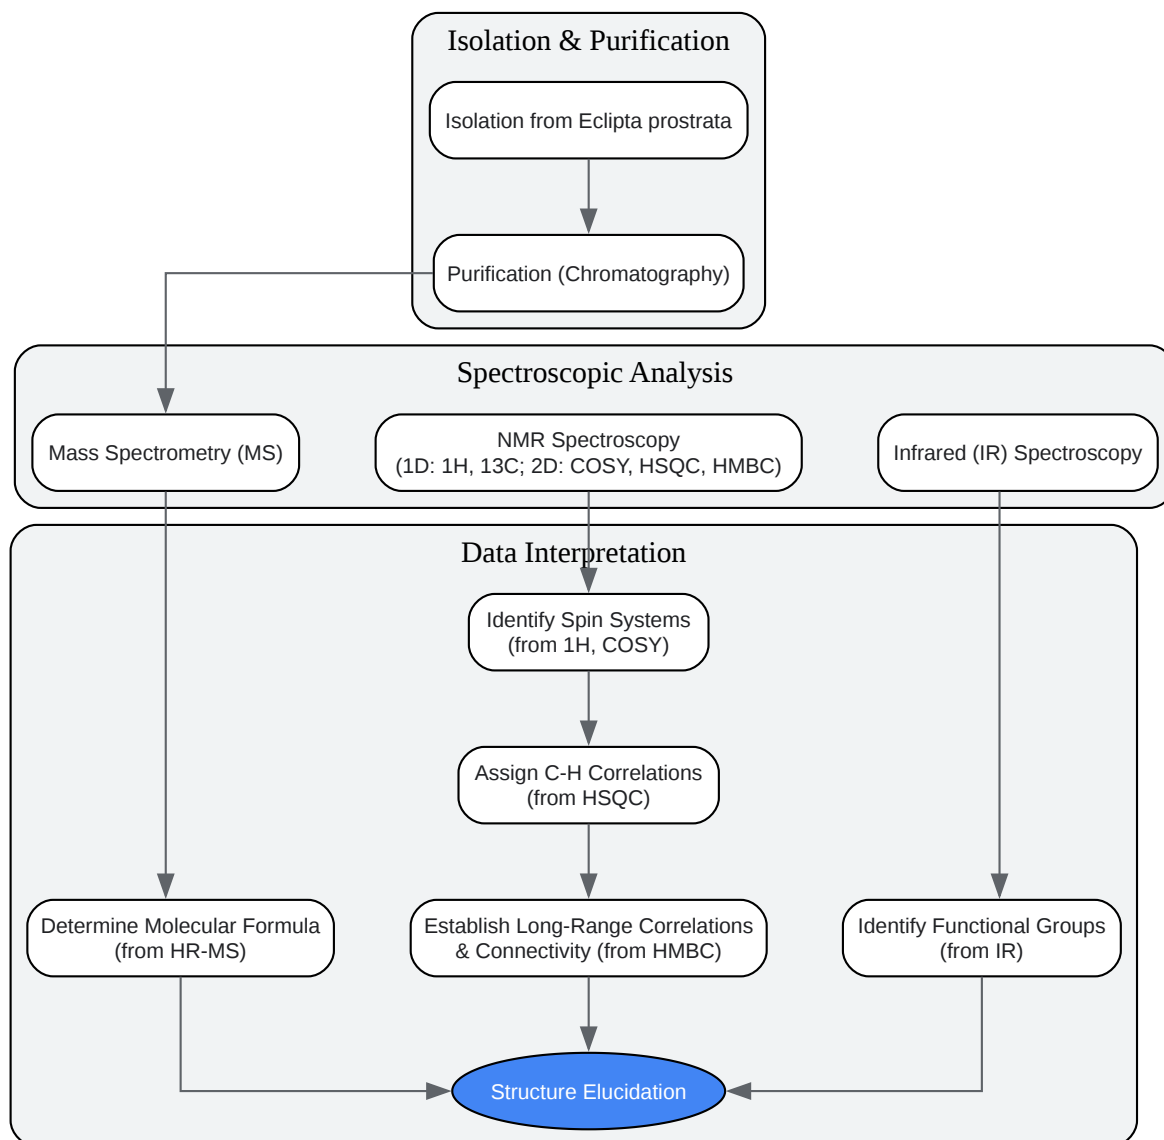 Isolation & Purification
Isolation from Eclipta prostrata
Purification (Chromatography)
Spectroscopic Analysis
Mass Spectrometry (MS)
NMR Spectroscopy
(1D: 1H, 13C; 2D: COSY, HSQC, HMBC)
Infrared (IR) Spectroscopy
Data Interpretation
Identify Spin Systems
(from 1H, COSY)
Assign C-H Correlations
(from HSQC)
Determine Molecular Formula
(from HR-MS)
Establish Long-Range Correlations
& Connectivity (from HMBC)
Identify Functional Groups
(from IR)
Structure Elucidation